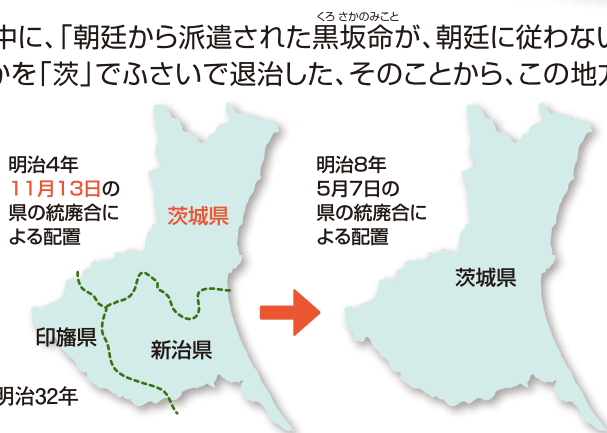 くろ さかのみこと
中に、「朝廷から派遣された黒坂命が、朝廷に従わない
かを「茨」でふさいで退治した、そのことから、この地方
明治4年
11月13日の
県の統廃合に
よる配置
茨城県
印旛県
新治県
明治32年
明治8年
5月7日の
県の統廃合に
よる配置
茨城県